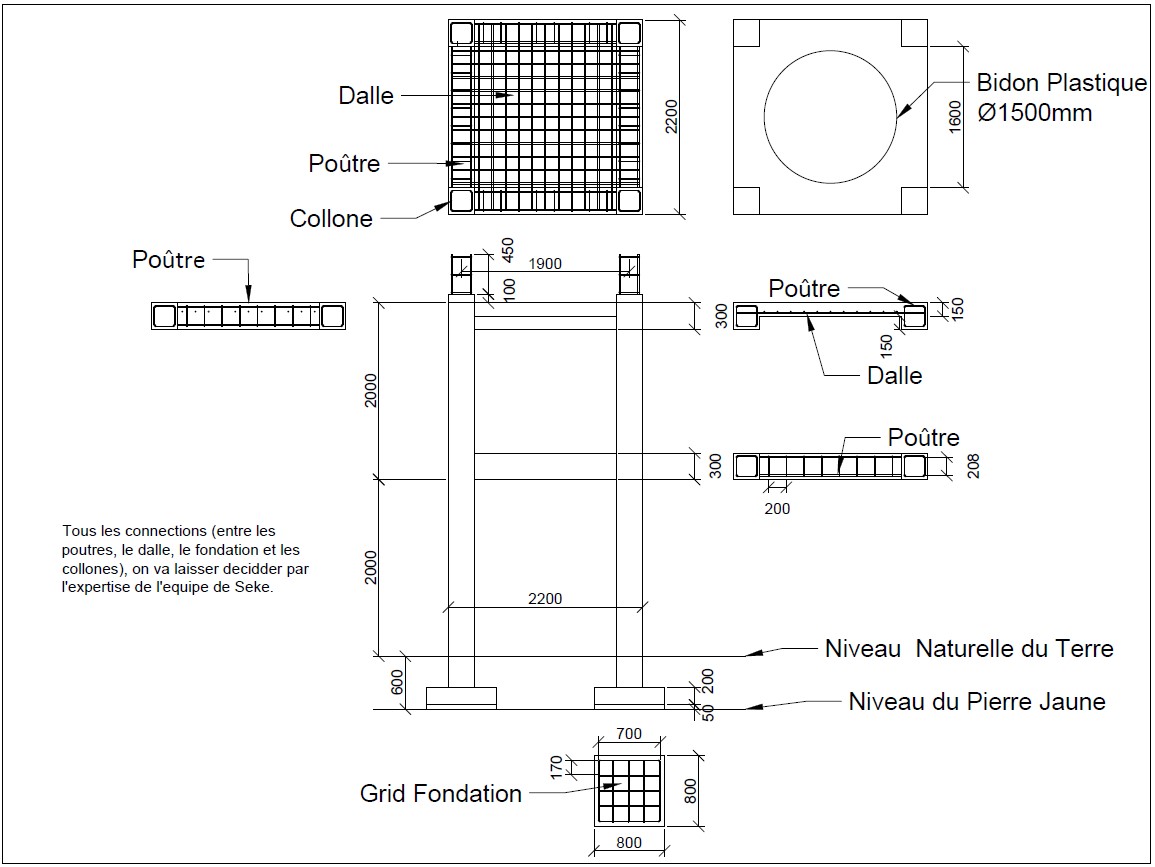 Dalle
Poûtre
Collone
2200
Bidon Plastique
Ø1500mm
1600
Poûtre
450
1900
100
300
Poûtre
150
150
Dalle
2000
300
Poûtre
208
200
Tous les connections (entre les
poutres, le dalle, le fondation et les
collones), on va laisser decidder par
l'expertise de l'equipe de Seke.
2000
2200
Niveau Naturelle du Terre
600
200
50
Niveau du Pierre Jaune
700
170
Grid Fondation
800
800